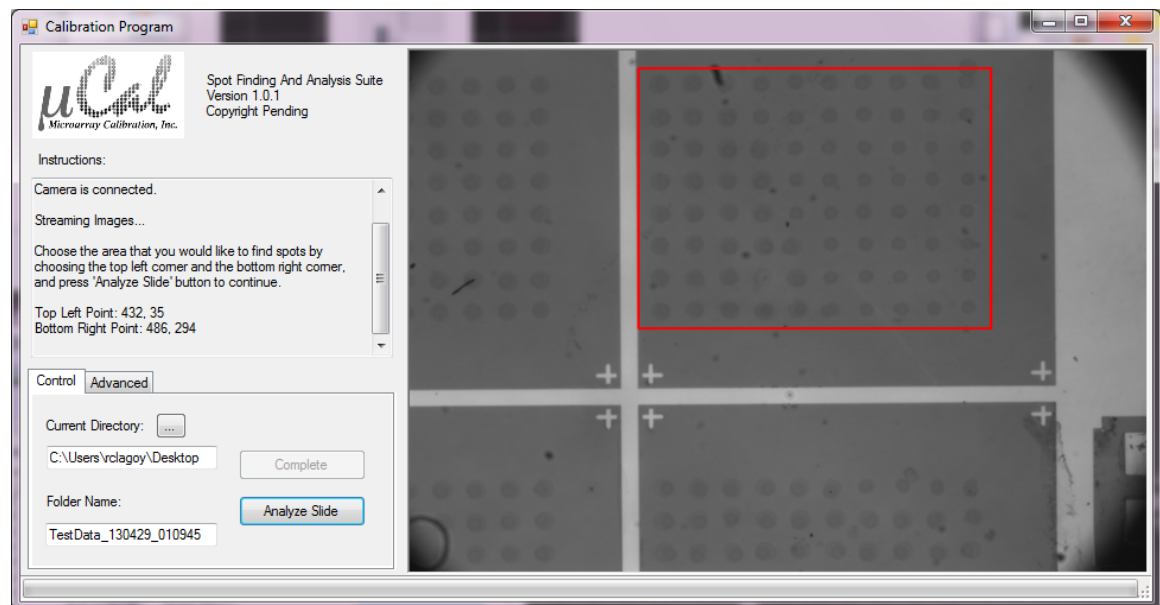 Calibration Program
µCal
Microarray Calibration, Inc.
Spot Finding And Analysis Suite
Version 1.0.1
Copyright Pending
Instructions:
Camera is connected.
Streaming Images...
Choose the area that you would like to find spots by
choosing the top left corner and the bottom right corner,
and press 'Analyze Slide' button to continue.
Top Left Point: 432, 35
Bottom Right Point: 486, 294
Control
Advanced
Current Directory:
...
C:\Users\rclagoy\Desktop
Complete
Folder Name:
Analyze Slide
TestData_130429_010945